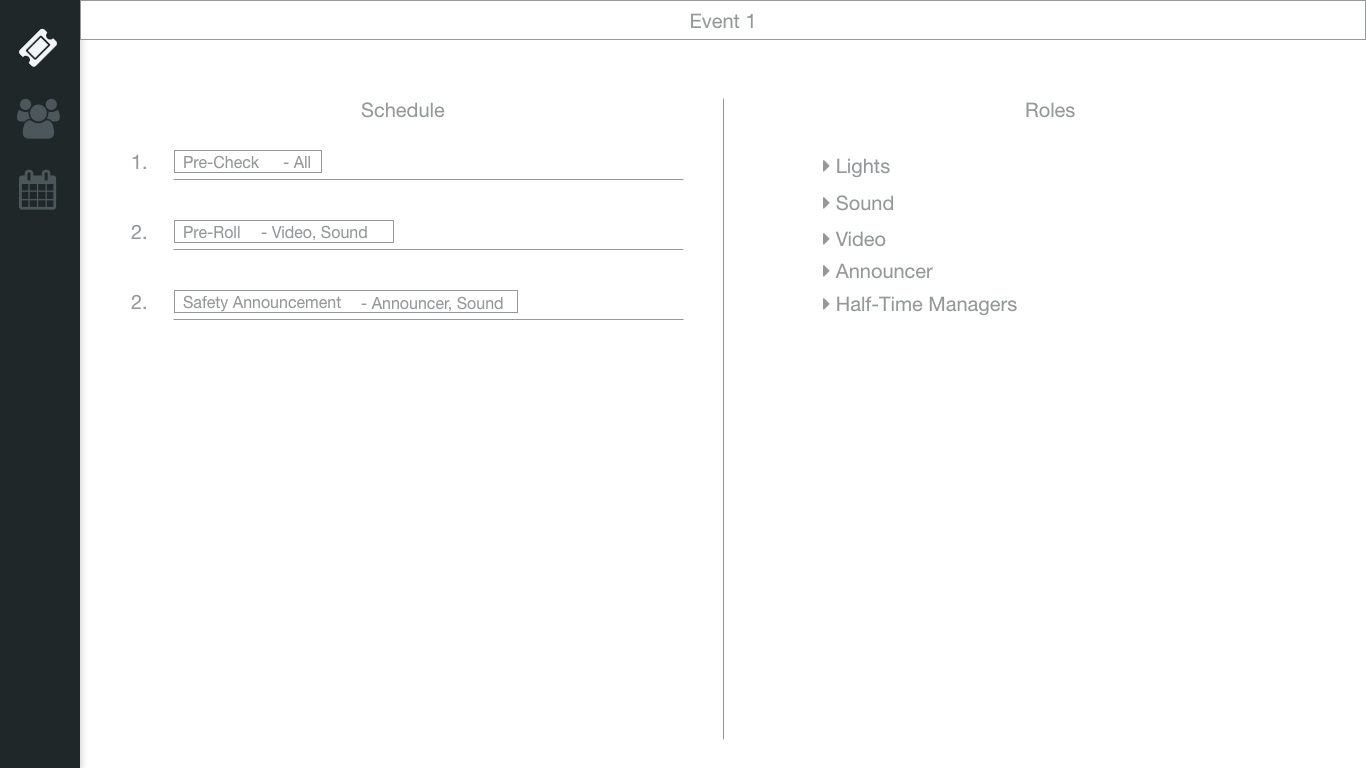 Event 1
Schedule
1. Pre-Check - All
2. Pre-Roll - Video, Sound
2. Safety Announcement - Announcer, Sound
Roles
Lights
Sound
Video
Announcer
Half-Time Managers